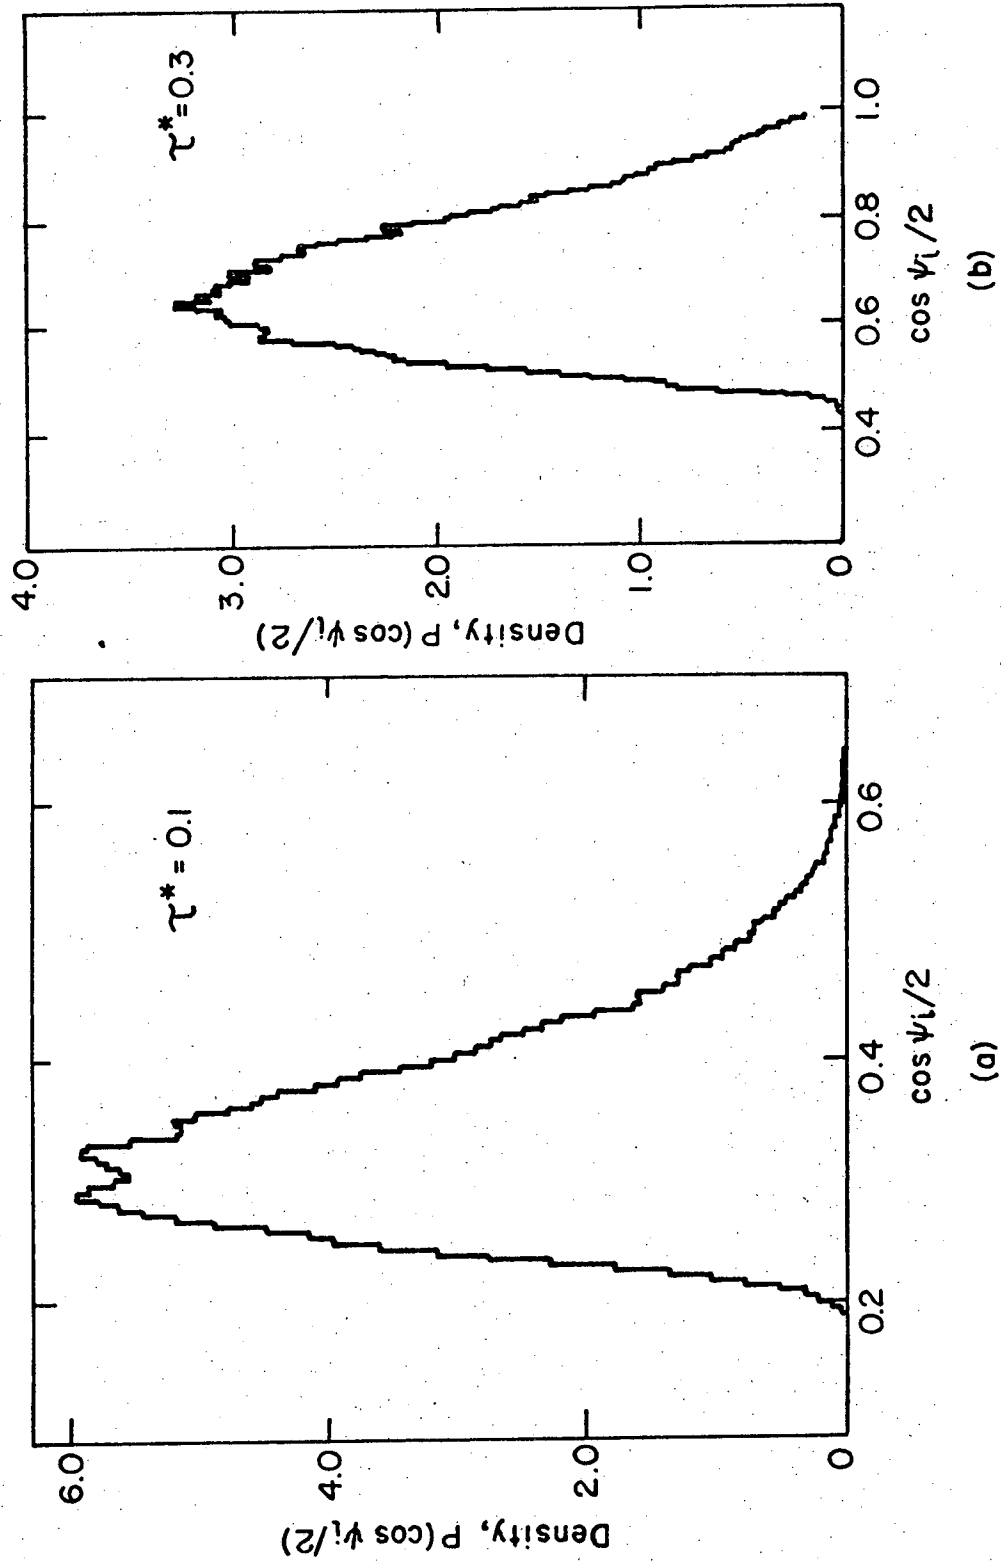 Density, P(cos ψi/2)
6.0
4.0
2.0
0
τ* = 0.1
0.2
0.4
0.6
cos ψi/2
(a)
Density, P(cos ψi/2)
4.0
3.0
2.0
1.0
0
τ* = 0.3
0.4
0.6
0.8
1.0
cos ψi/2
(b)